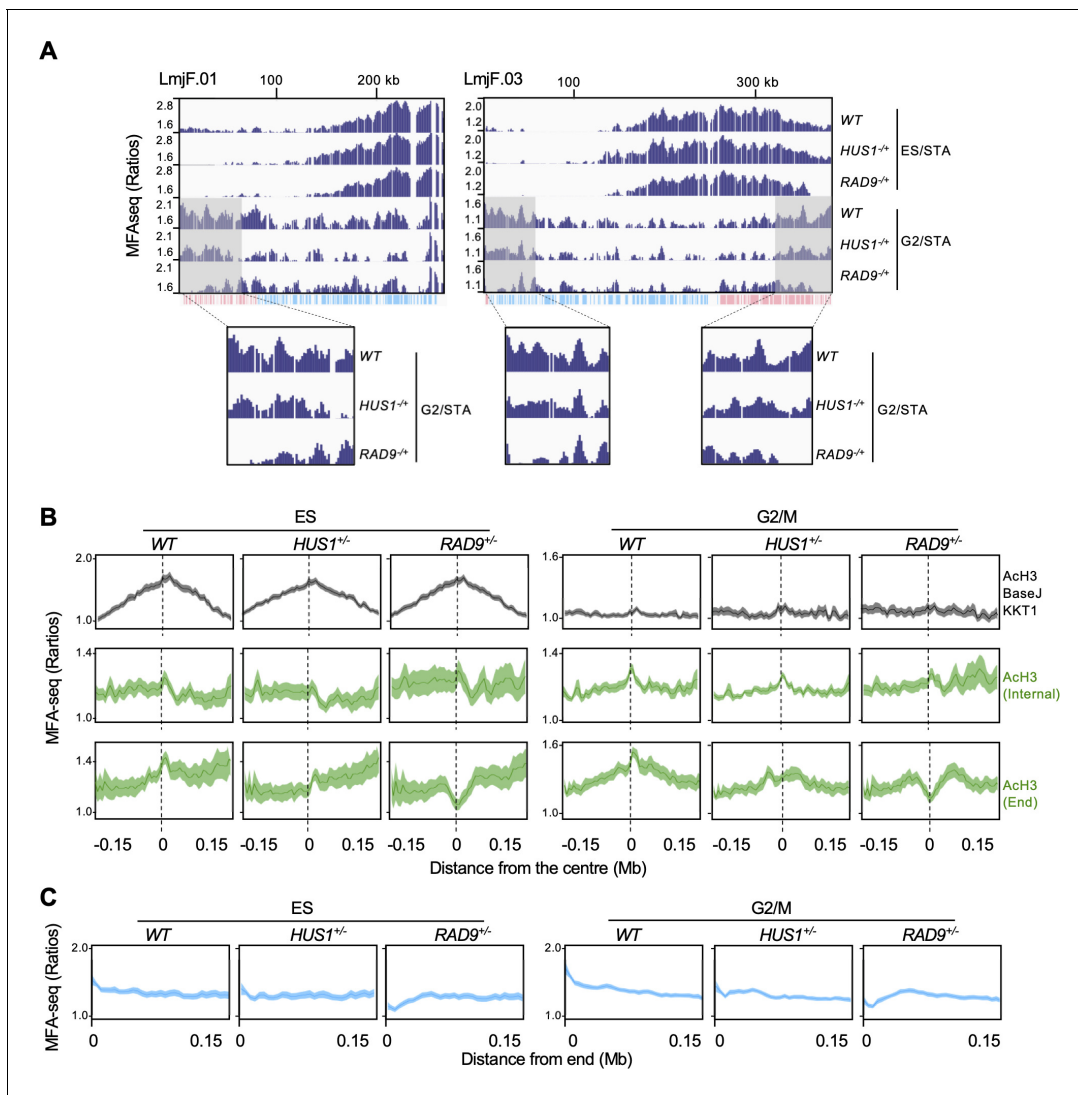 A
LmjF.01 100 200 kb LmjF.03 100 300 kb
MFAseq (Ratios)
2.8 2.0 WT
1.6 1.2
2.8 2.0 HUS1-/+ ES/STA
1.6 1.2
2.8 2.0 RAD9-/+
1.6 1.2
2.1 1.6 WT
1.6 1.1
2.1 1.6 HUS1-/+ G2/STA
1.6 1.1
2.1 1.6 RAD9-/+
1.6 1.1
WT WT
HUS1-/+ G2/STA HUS1-/+ G2/STA
RAD9-/+ RAD9-/+
B
ES G2/M
WT HUS1+/- RAD9+/- WT HUS1+/- RAD9+/-
MFA-seq (Rartios)
2.0 1.6 AcH3
BaseJ
1.0 1.0 KKT1
1.4 1.4 AcH3
(Internal)
1.0 1.0
1.4 1.6 AcH3
(End)
1.0 1.0
-0.15 0 0.15 -0.15 0 0.15 -0.15 0 0.15 -0.15 0 0.15 -0.15 0 0.15 -0.15 0 0.15
Distance from the centre (Mb)
C
ES G2/M
WT HUS1+/- RAD9+/- WT HUS1+/- RAD9+/-
MFA-seq (Ratios)
2.0 2.0
1.0 1.0
0 0.15 0 0.15 0 0.15 0 0.15 0 0.15 0 0.15
Distance from end (Mb)